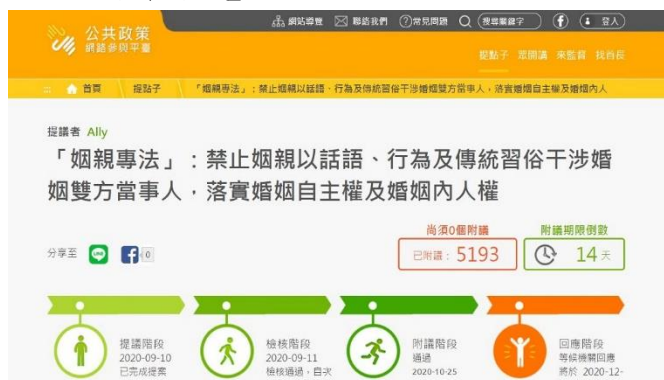 公共政策
網路參與平臺
網站導覽 聯絡我們 常見問題 搜尋關鍵字 登入
提點子 眾開講 來監督 找首長
首頁 提點子 「姻親專法」：禁止姻親以話語、行為及傳統習俗干涉婚姻雙方當事人，落實婚姻自主權及婚姻內人
提議者 Ally
「姻親專法」：禁止姻親以話語、行為及傳統習俗干涉婚
姻雙方當事人，落實婚姻自主權及婚姻內人權
尚須0個附議 附議期限倒數
分享至 LINE f 0 已附議：5193 14 天
提議階段 檢核階段 附議階段 回應階段
2020-09-10 2020-09-11 通過 等候機關回應
已完成提案 檢核通過，自次 2020-10-25 將於 2020-12-